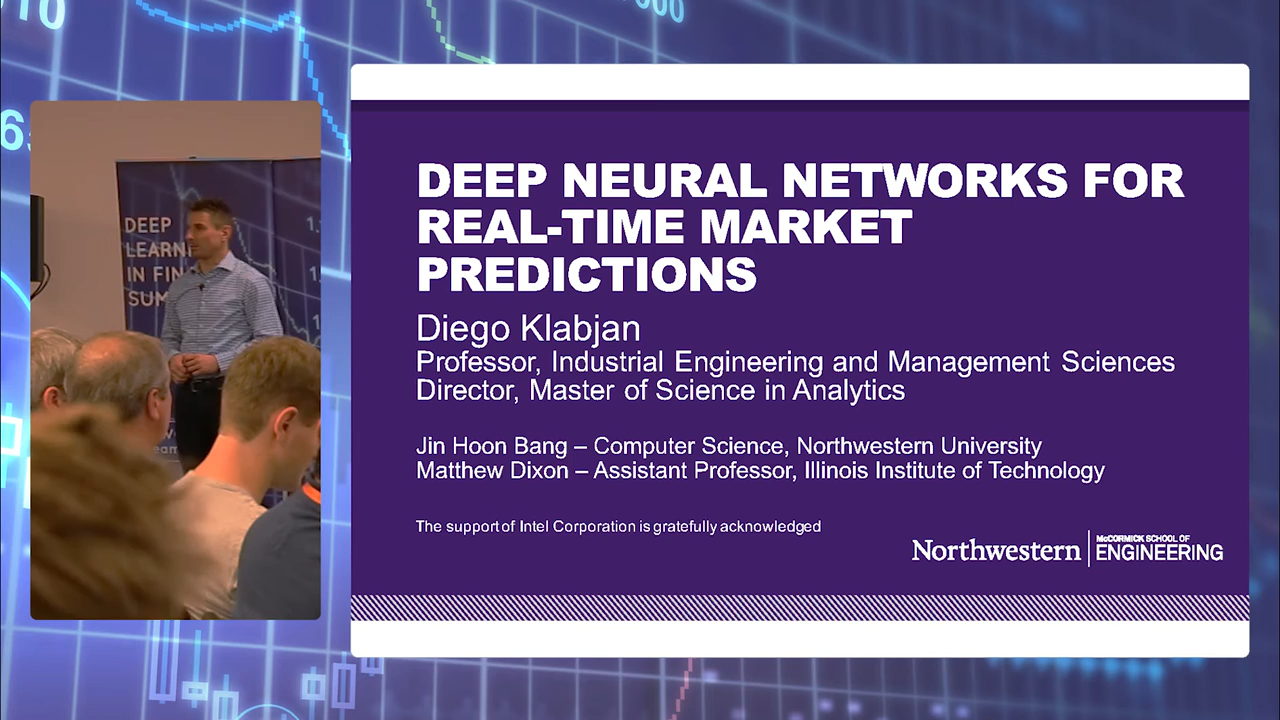 DEEP
LEARNI
IN FIN
SUM
DEEP NEURAL NETWORKS FOR
REAL-TIME MARKET
PREDICTIONS
Diego Klabjan
Professor, Industrial Engineering and Management Sciences
Director, Master of Science in Analytics
Jin Hoon Bang – Computer Science, Northwestern University
Matthew Dixon – Assistant Professor, Illinois Institute of Technology
The support of Intel Corporation is gratefully acknowledged
Northwestern
McCORMICK SCHOOL OF
ENGINEERING